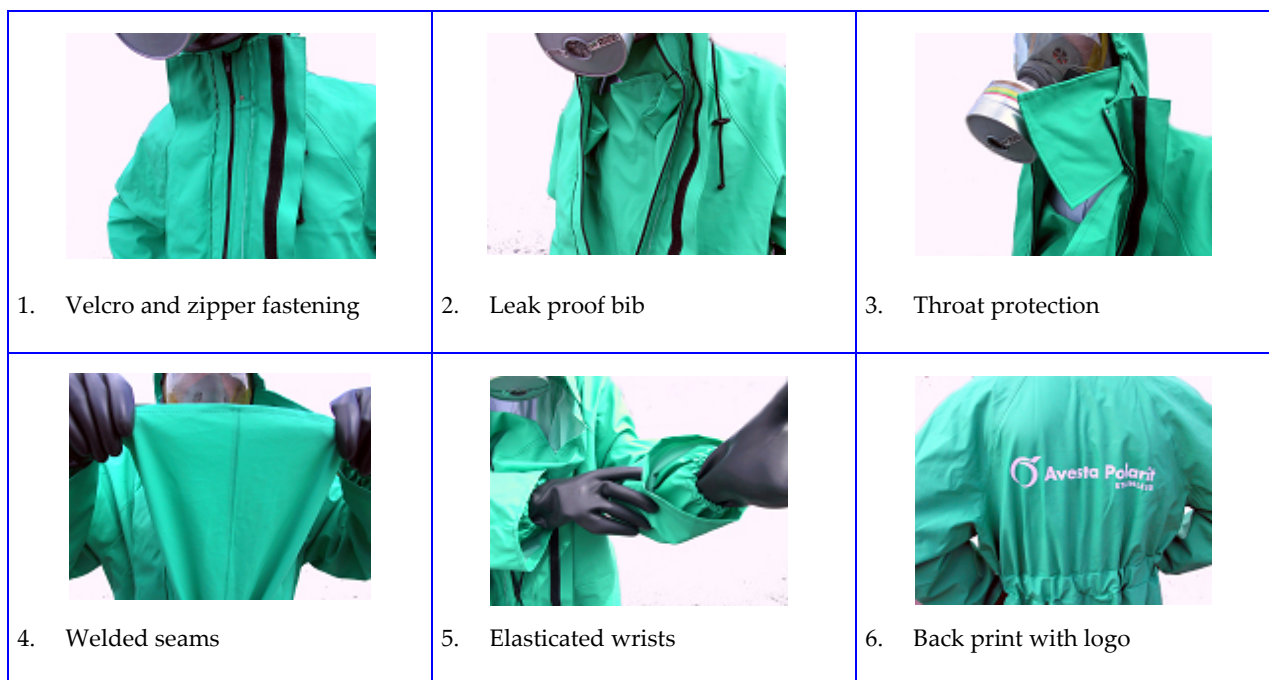 1. Velcro and zipper fastening
2. Leak proof bib
3. Throat protection
4. Welded seams
5. Elasticated wrists
Avesta Polarit
6. Back print with logo